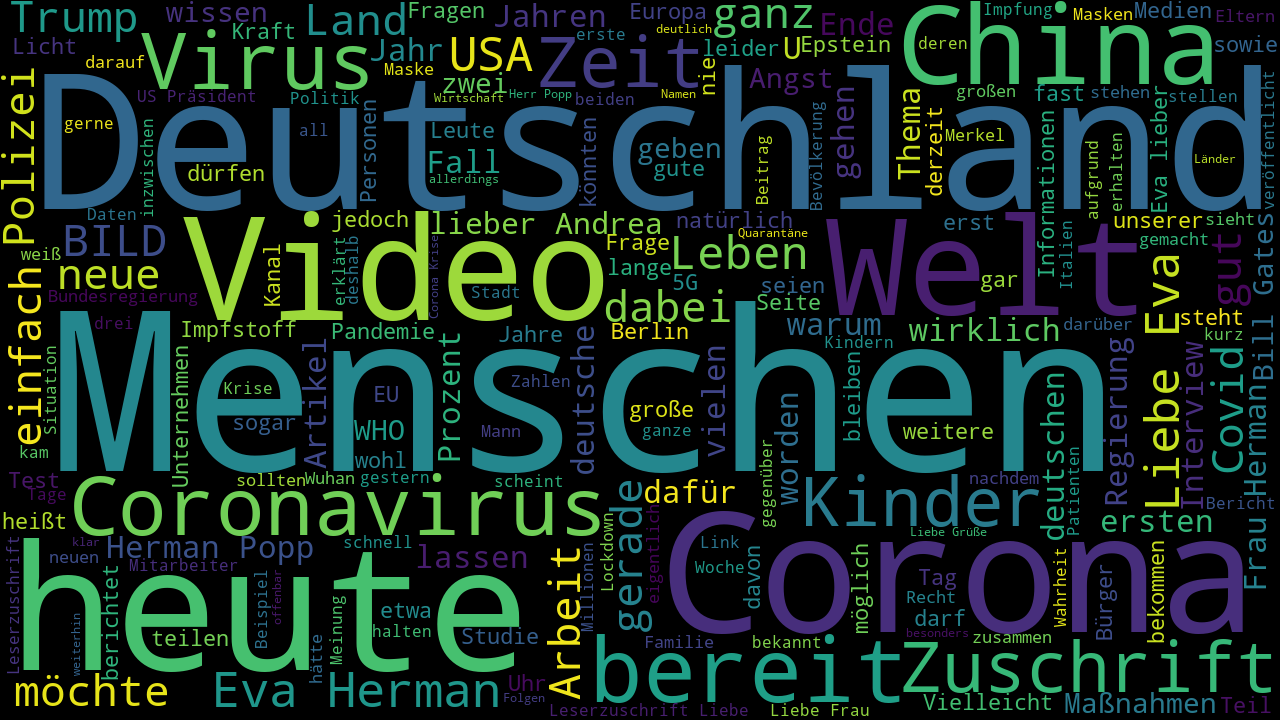 Trump
wissen
Land
Fragen
Jahren
Europa
ganz
Ende
Impfung
Masken
Medien
Eltern
Licht
Virus
Kraft
Jahr
erste
deutlich
leider
U
Epstein
China
deren
sowie
darauf
Maske
USA
Zeit
nie
Angst
zwei
US Präsident
Politik
Wirtschaft
Herr Popp
beiden
Namen
großen
fast
stehen
stellen
Polizei
Deutschland
gerne
inzwischen
all
Personen
Leute
Fall
allerdings
könnten
geben
gute
Beitrag
Bevölkerung
gehen
Thema
derzeit
Merkel
Informationen
aufgrund
erhalten
Eva lieber
Länder
veröffentlicht
dürfen
Daten
BILD
weiß
neue
Bundesregierung
Video
Kanal
jedoch
erklärt
deshalb
lieber Andrea
Corona Krise
Stadt
Frage
lange
natürlich
Quarantäne
Leben
5G
seien
Seite
Welt
erst
gar
Italien
unserer
sieht
gemacht
Gates
gut
einfach
drei
Impfstoff
Pandemie
Jahre
dabei
Berlin
warum
Kindern
wirklich
darüber
steht
kurz
Liebe Eva
Bill
Menschen
Situation
kam
Krise
Unternehmen
sogar
Artikel
EU
WHO
wohl
Prozent
Zahlen
Mann
deutsche
große
ganze
vielen
worden
bleiben
weitere
deutschen
Regierung
Interview
Covid
Herman
Test
Tage
heißt
Coronavirus
sollten
Wuhan
gestern
scheint
dafür
gegenüber
Kinder
nachdem
Patienten
ersten
Bericht
Frau
Liebe Grüße
klar
neuen
Leserzuschrift
heute
weiterhin
berichtet
Herman Popp
Mitarbeiter
teilen
Beispiel
offenbar
hätte
schnell
Meinung
etwa
halten
lassen
Studie
Arbeit
Millionen
Lockdown
gerade
eigentlich
Corona
Link
Woche
davon
möglich
Tag
Recht
darf
besonders
zusammen
Wahrheit
Bürger
bekommen
Familie
bekannt
möchte
Eva Herman
Uhr
Folgen
Leserzuschrift Liebe
bereit
Liebe Frau
Zuschrift
Vielleicht
Maßnahmen
Teil